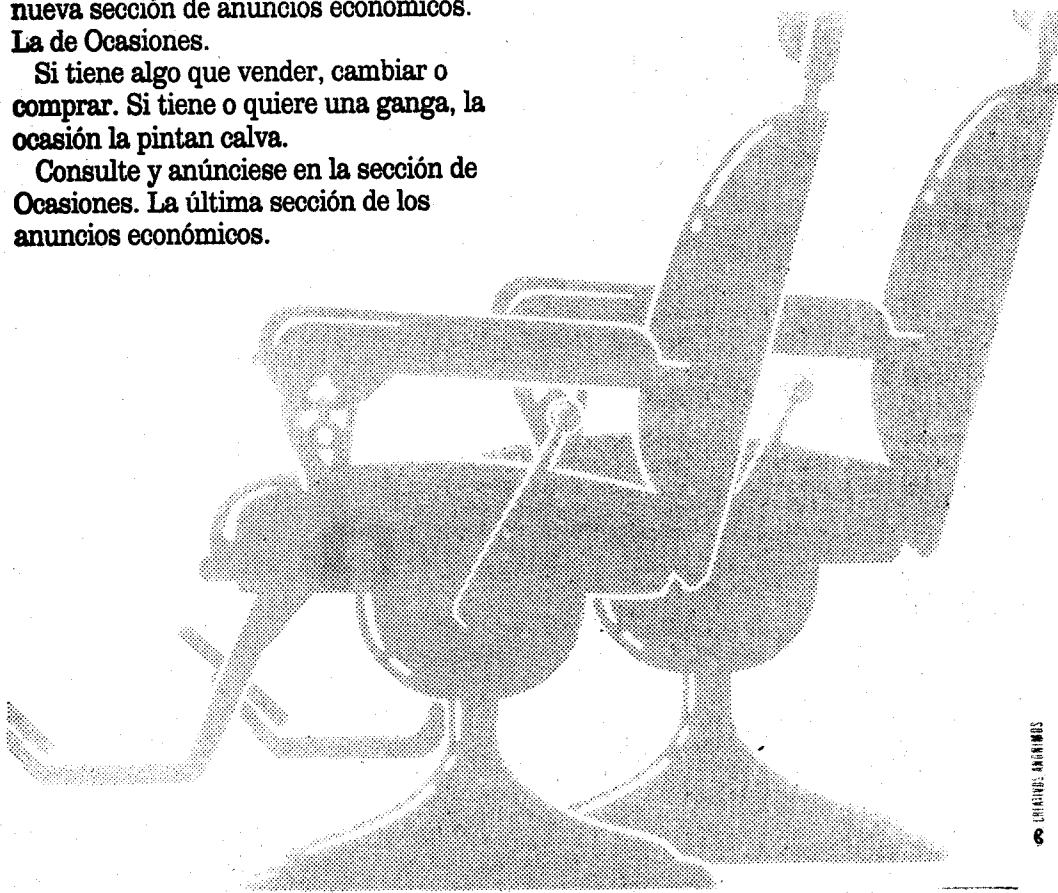 nueva sección de anuncios económicos.
La de Ocasiones.
Si tiene algo que vender, cambiar o
comprar. Si tiene o quiere una ganga, la
ocasión la pintan calva.
Consulte y anúnciese en la sección de
Ocasiones. La última sección de los
anuncios económicos.
CREATIVOS ANONIMOS